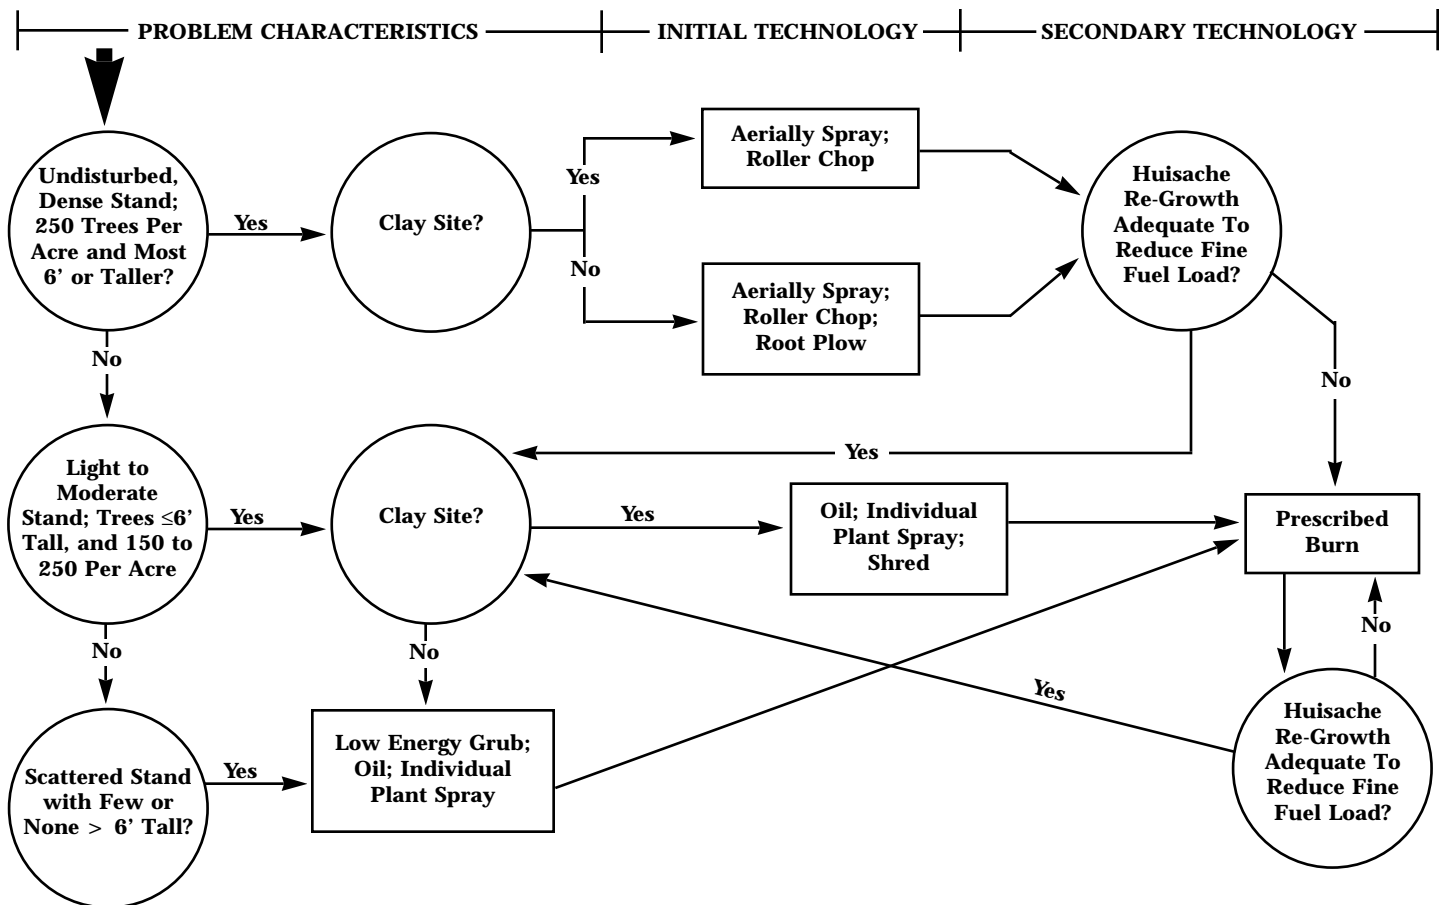 PROBLEM CHARACTERISTICS
INITIAL TECHNOLOGY
SECONDARY TECHNOLOGY
Undisturbed,
Dense Stand;
250 Trees Per
Acre and Most
6' or Taller?
Yes
Clay Site?
Yes
No
Aerially Spray;
Roller Chop
Aerially Spray;
Roller Chop;
Root Plow
Huisache
Re-Growth
Adequate To
Reduce Fine
Fuel Load?
No
No
Yes
Light to
Moderate
Stand; Trees ≤6'
Tall, and 150 to
250 Per Acre
Yes
Clay Site?
Yes
Oil; Individual
Plant Spray;
Shred
Prescribed
Burn
No
No
No
Yes
Scattered Stand
with Few or
None > 6' Tall?
Yes
Low Energy Grub;
Oil; Individual
Plant Spray
Huisache
Re-Growth
Adequate To
Reduce Fine
Fuel Load?